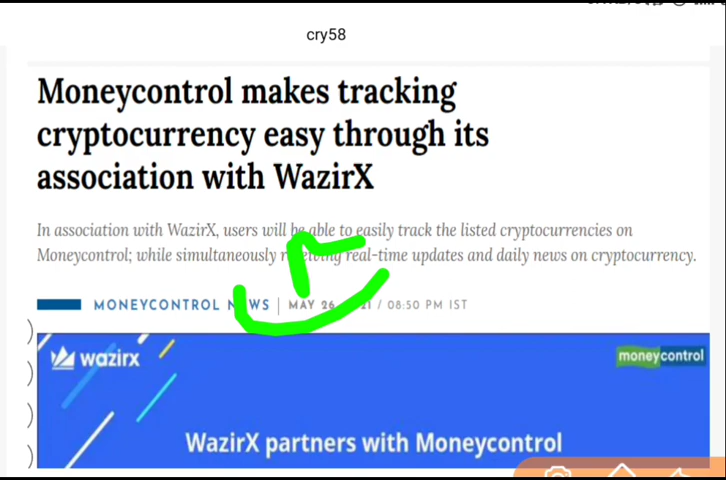 cry58
Moneycontrol makes tracking
cryptocurrency easy through its
association with WazirX
In association with WazirX, users will be able to easily track the listed cryptocurrencies on
Moneycontrol; while simultaneously real-time updates and daily news on cryptocurrency.
MONEYCONTROL NEWS | MAY 26 / 08:50 PM IST
wazirx
moneycontrol
WazirX partners with Moneycontrol